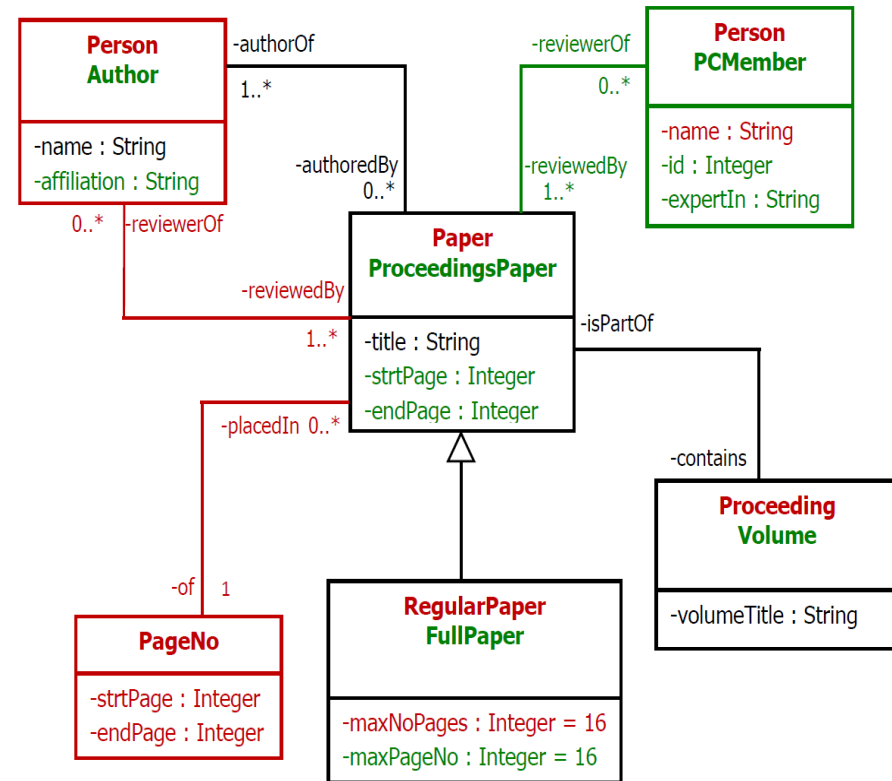 Person
Author
-name : String
-affiliation : String
-authorOf
1..*
-authoredBy
0..*
-reviewerOf
0..*
-reviewedBy
1..*
Person
PCMember
-name : String
-id : Integer
-expertIn : String
0..*
-reviewerOf
-reviewedBy
1..*
Paper
ProceedingsPaper
-title : String
-strtPage : Integer
-endPage : Integer
-isPartOf
-contains
-placedIn 0..*
-of 1
Proceeding
Volume
-volumeTitle : String
PageNo
-strtPage : Integer
-endPage : Integer
RegularPaper
FullPaper
-maxNoPages : Integer = 16
-maxPageNo : Integer = 16